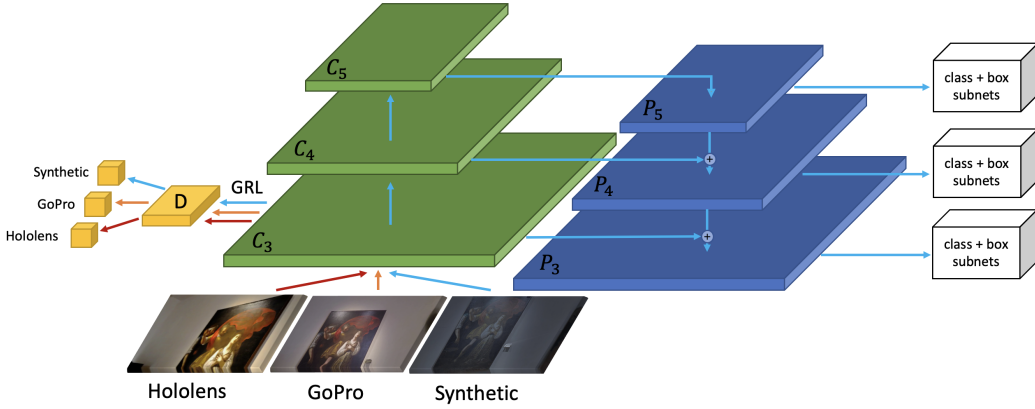 C5
P5
class + box
subnets
C4
P4
class + box
subnets
Synthetic
GoPro
Hololens
D
GRL
C3
P3
class + box
subnets
Hololens
GoPro
Synthetic